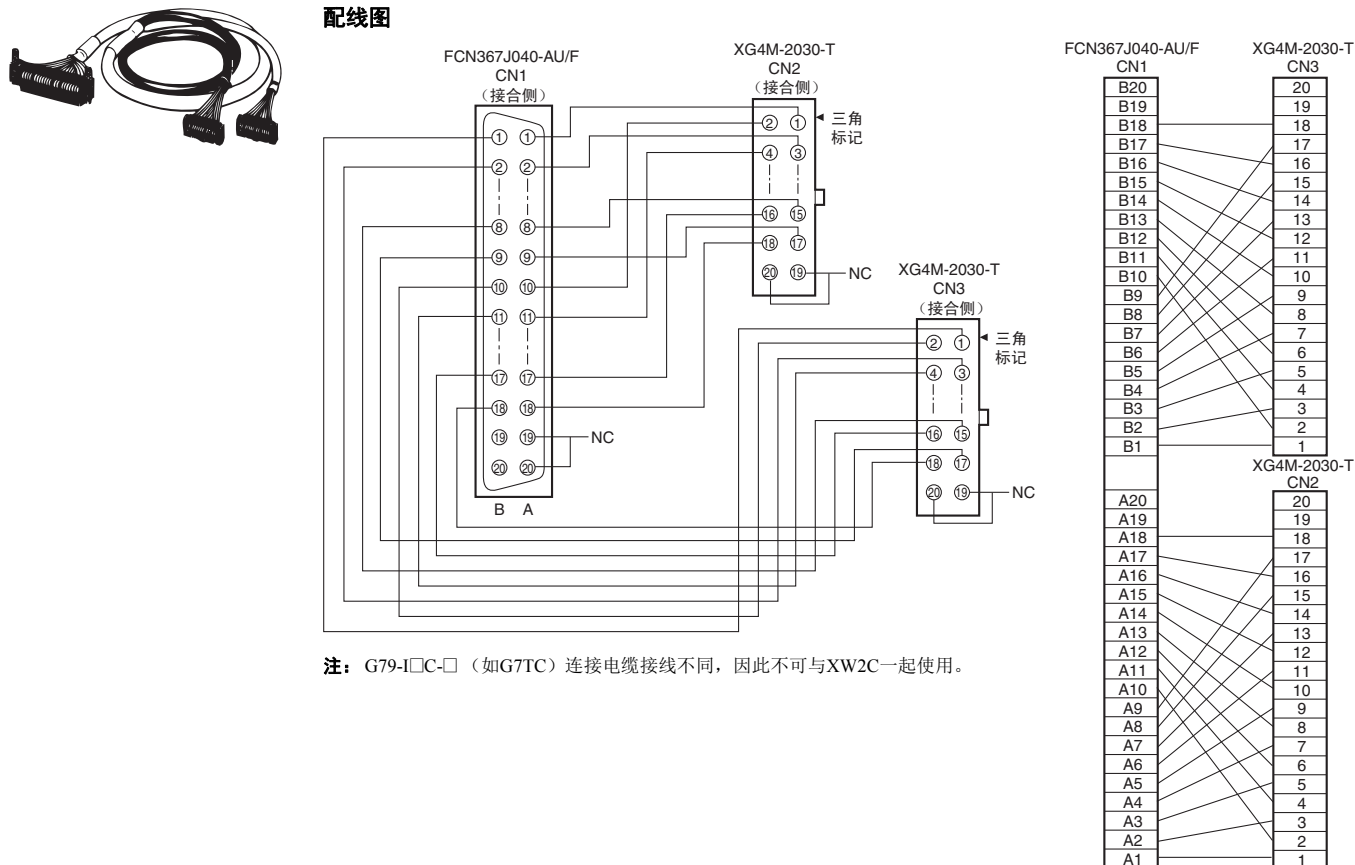 配线图
FCN367J040-AU/F
CN1
（接合侧）
① ①
② ②
⑧ ⑧
⑨ ⑨
⑩ ⑩
⑪ ⑪
⑰ ⑰
⑱ ⑱
⑲ ⑲ NC
⑳ ⑳
B A
XG4M-2030-T
CN2
（接合侧）
② ① 三角
标记
④ ③
⑯ ⑮
⑱ ⑰
⑳ ⑲ NC
XG4M-2030-T
CN3
（接合侧）
② ① 三角
标记
④ ③
⑯ ⑮
⑱ ⑰
⑳ ⑲ NC
注：G79-I□C-□（如G7TC）连接电缆接线不同，因此不可与XW2C一起使用。
FCN367J040-AU/F XG4M-2030-T
CN1 CN3
B20 20
B19 19
B18 18
B17 17
B16 16
B15 15
B14 14
B13 13
B12 12
B11 11
B10 10
B9 9
B8 8
B7 7
B6 6
B5 5
B4 4
B3 3
B2 2
B1 1
XG4M-2030-T
CN2
A20 20
A19 19
A18 18
A17 17
A16 16
A15 15
A14 14
A13 13
A12 12
A11 11
A10 10
A9 9
A8 8
A7 7
A6 6
A5 5
A4 4
A3 3
A2 2
A1 1